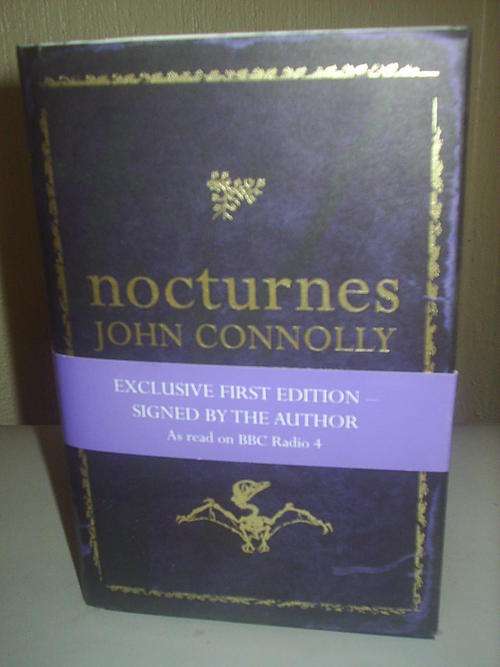 nocturnes
JOHN CONNOLLY
EXCLUSIVE FIRST EDITION –
SIGNED BY THE AUTHOR
As read on BBC Radio 4